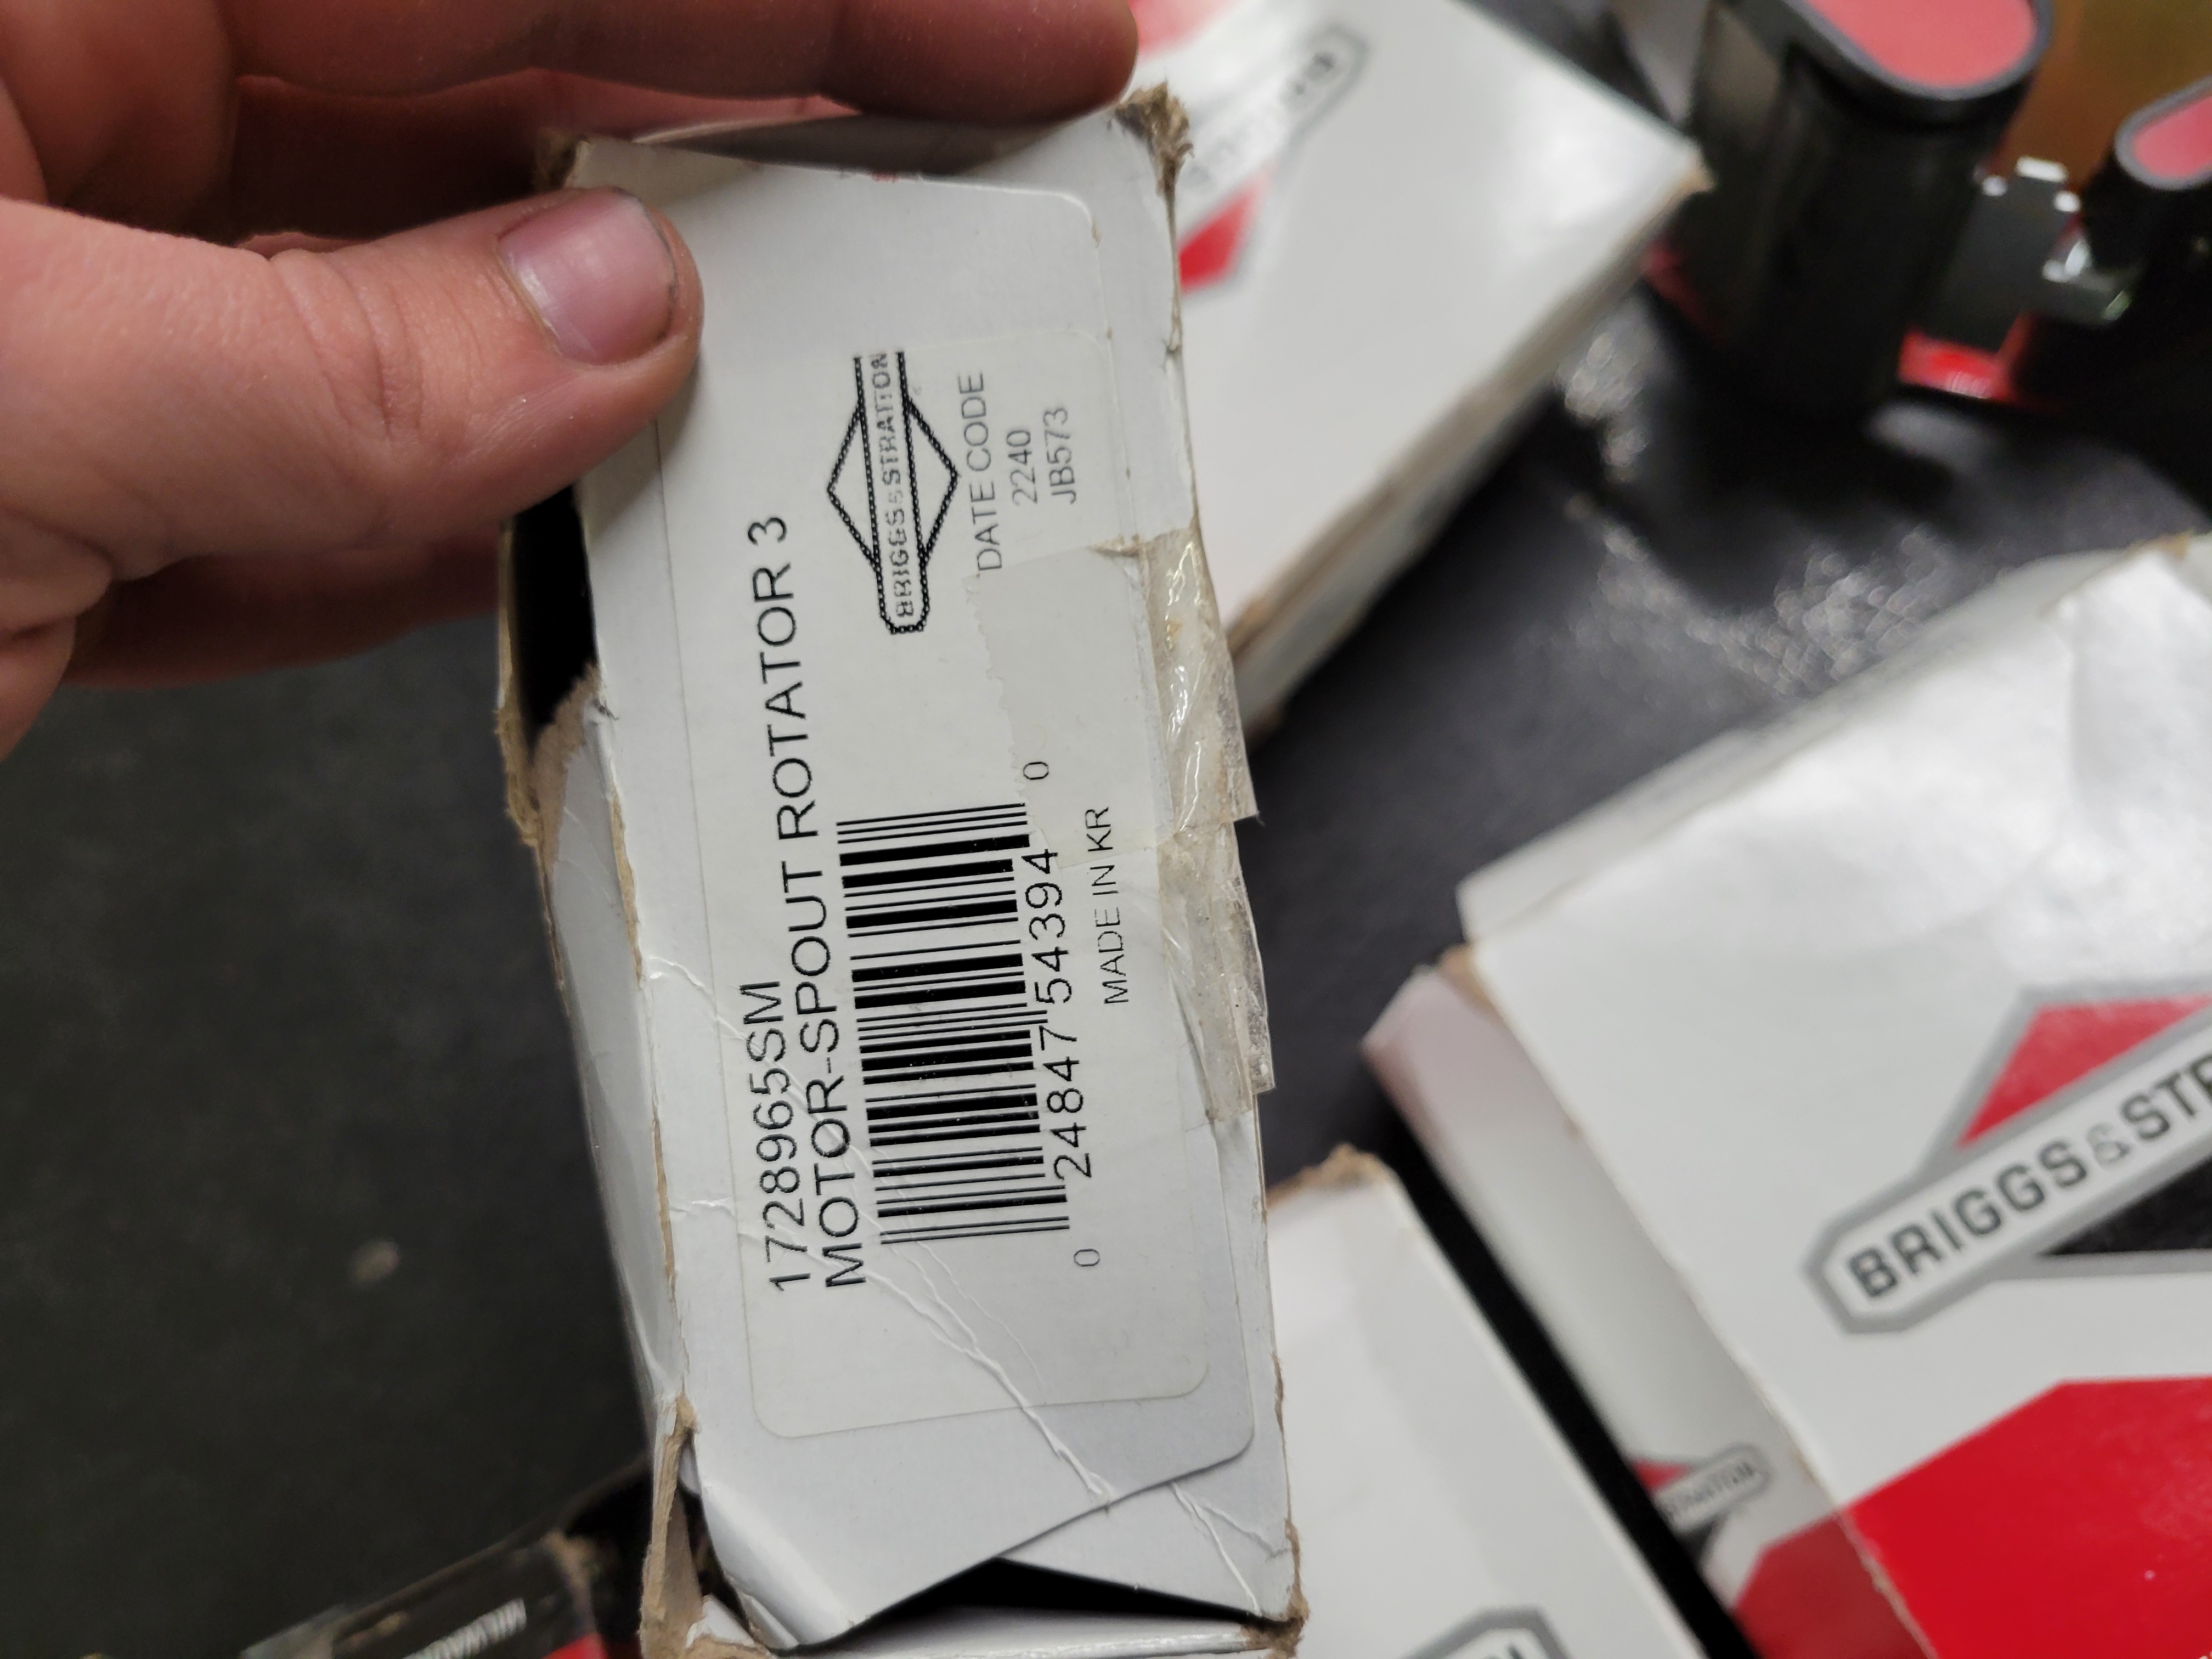 1728965SM
MOTOR-SPOUT ROTATOR 3
BRIGGS&STRATTON
DATE CODE
2240
JB573
0 24847 54394 0
MADE IN KR
BRIGGS&STR